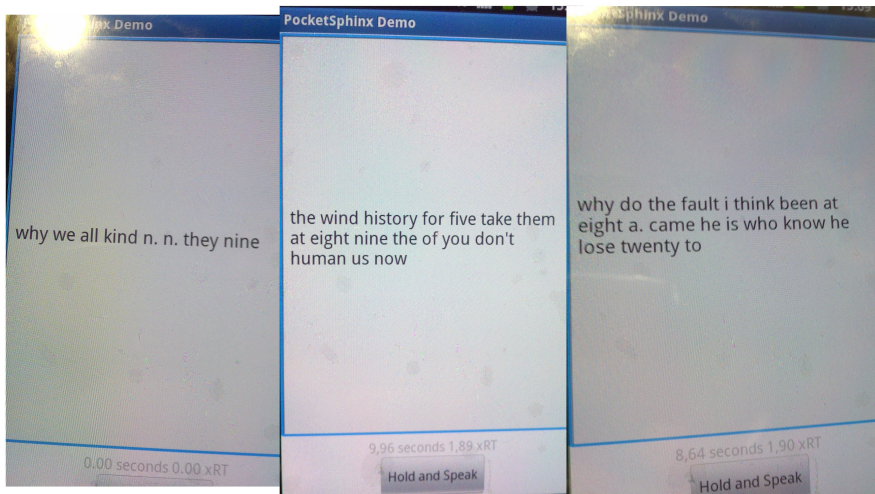 nx Demo
why we all kind n. n. they nine
0.00 seconds 0.00 xRT
PocketSphinx Demo
the wind history for five take them
at eight nine the of you don't
human us now
9,96 seconds 1,89 xRT
Hold and Speak
Sphinx Demo
why do the fault i think been at
eight a. came he is who know he
lose twenty to
8,64 seconds 1,90 xRT
Hold and Speak